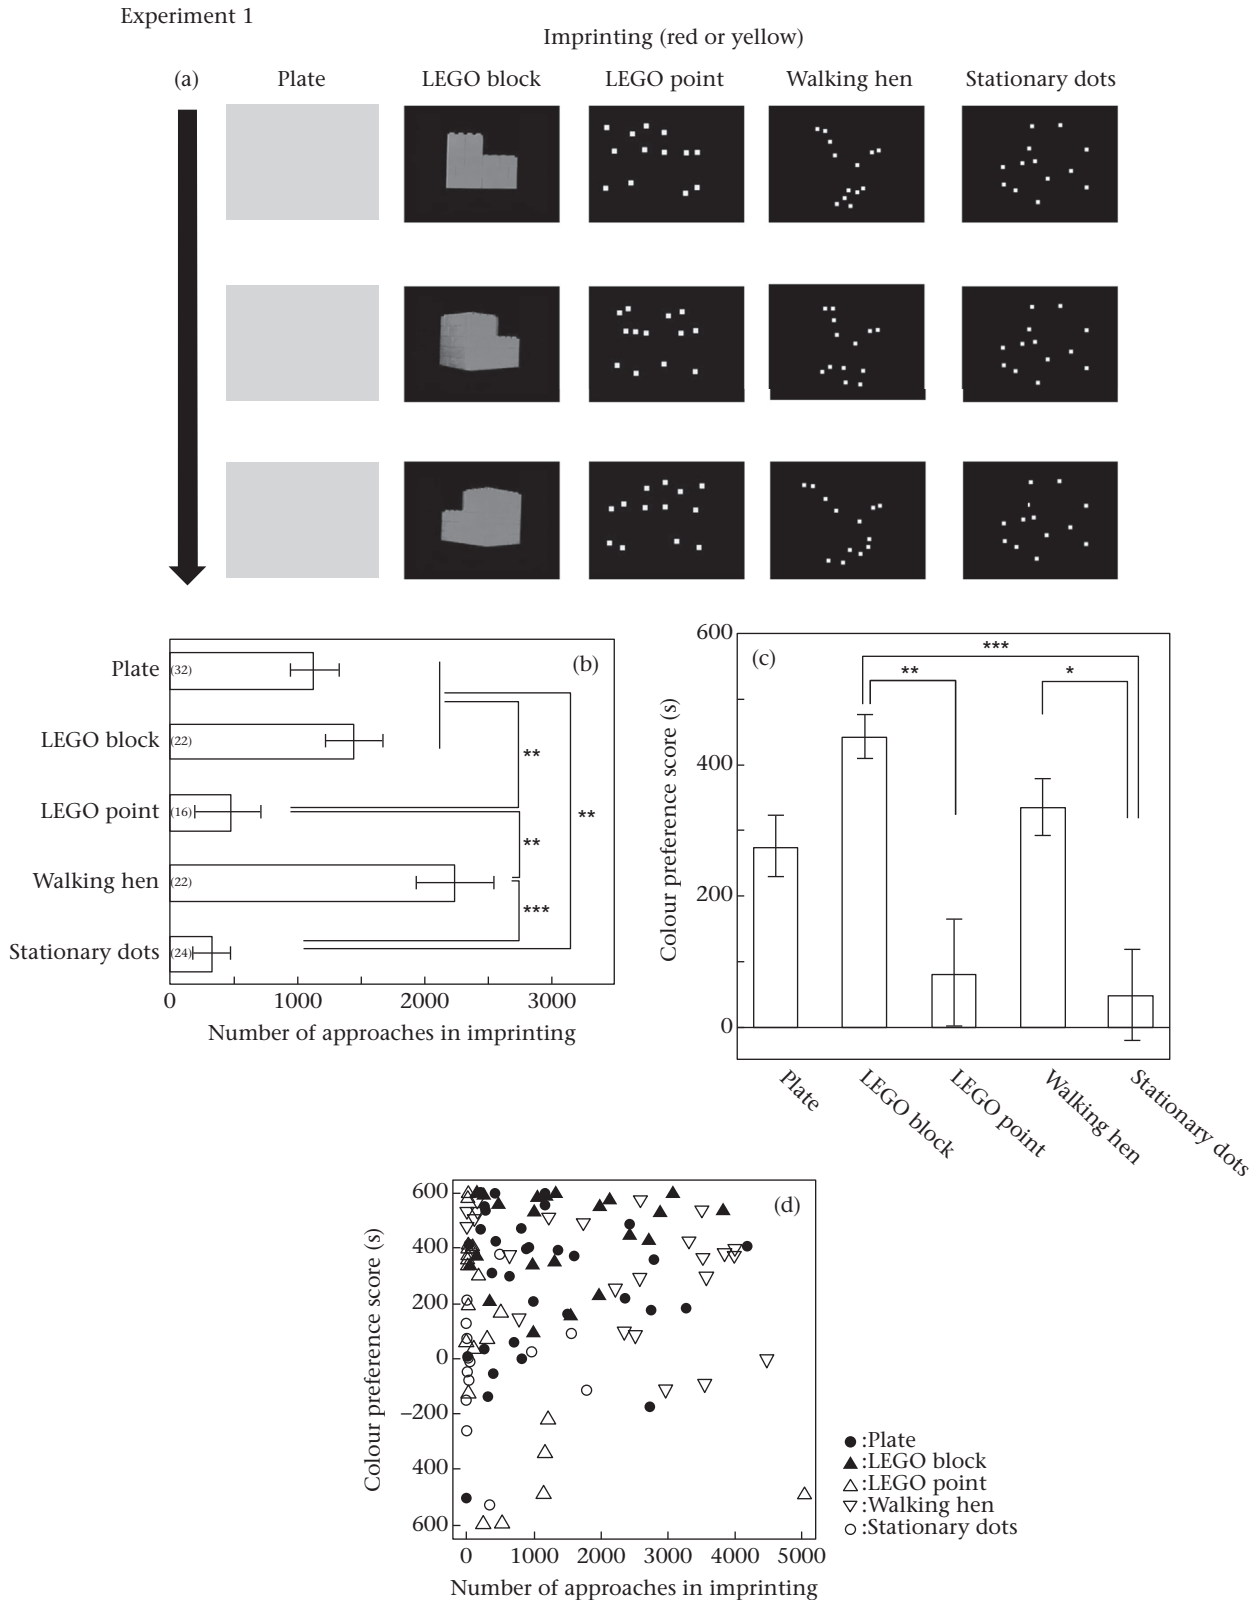 Experiment 1
Imprinting (red or yellow)
(a)
Plate LEGO block LEGO point Walking hen Stationary dots
(b)
Plate (32)
LEGO block (22)
**
LEGO point (16)
**
**
Walking hen (22)
***
Stationary dots (24)
0 1000 2000 3000
Number of approaches in imprinting
(c)
600
***
**
*
400
200
0
Colour preference score (s)
Plate LEGO block LEGO point Walking hen Stationary dots
(d)
600
400
200
0
–200
400
600
Colour preference score (s)
0 1000 2000 3000 4000 5000
Number of approaches in imprinting
:Plate
:LEGO block
:LEGO point
:Walking hen
:Stationary dots